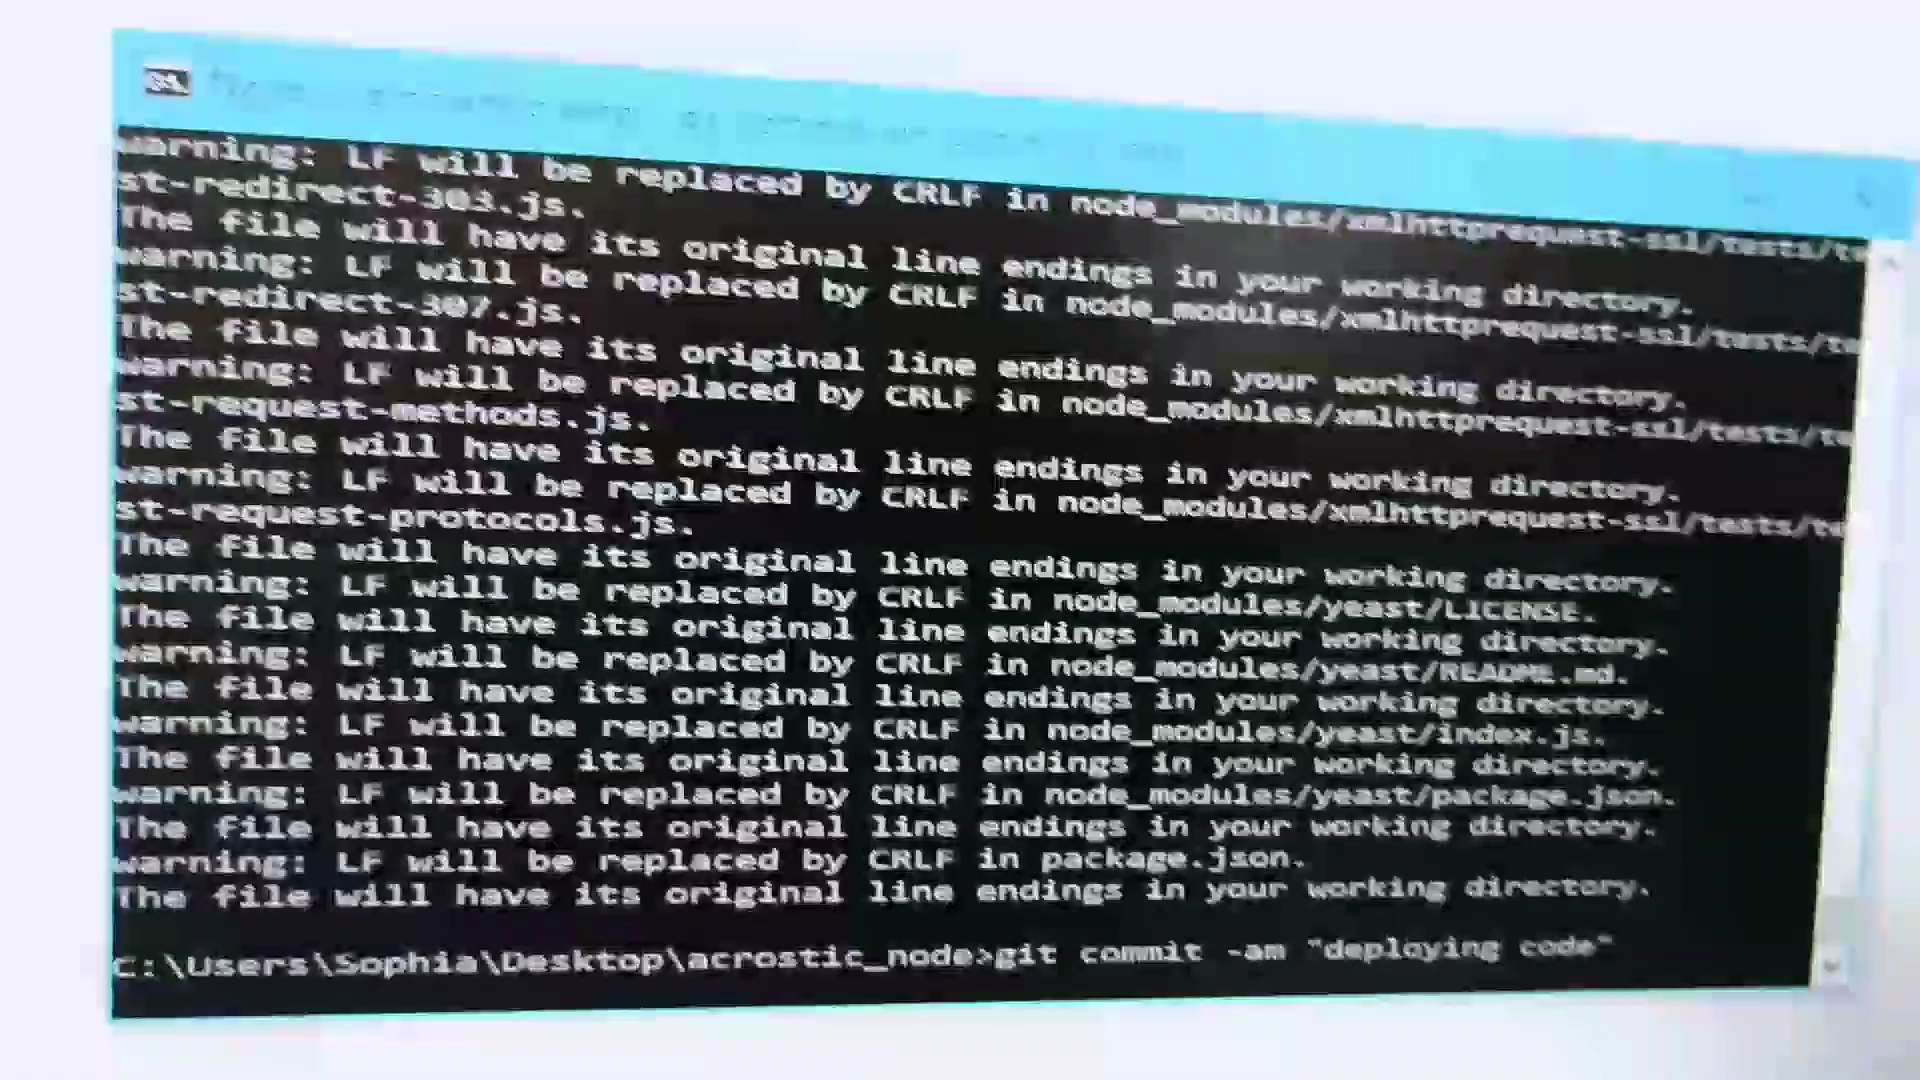 warning: LF will be replaced by CRLF in node_modules/xmlhttprequest-ssl/tests/te
st-redirect-303.js.
The file will have its original line endings in your working directory.
warning: LF will be replaced by CRLF in node_modules/xmlhttprequest-ssl/tests/te
st-redirect-307.js.
The file will have its original line endings in your working directory.
warning: LF will be replaced by CRLF in node_modules/xmlhttprequest-ssl/tests/te
st-request-methods.js.
The file will have its original line endings in your working directory.
warning: LF will be replaced by CRLF in node_modules/xmlhttprequest-ssl/tests/te
st-request-protocols.js.
The file will have its original line endings in your working directory.
warning: LF will be replaced by CRLF in node_modules/yeast/LICENSE.
The file will have its original line endings in your working directory.
warning: LF will be replaced by CRLF in node_modules/yeast/README.md.
The file will have its original line endings in your working directory.
warning: LF will be replaced by CRLF in node_modules/yeast/index.js.
The file will have its original line endings in your working directory.
warning: LF will be replaced by CRLF in node_modules/yeast/package.json.
The file will have its original line endings in your working directory.
warning: LF will be replaced by CRLF in package.json.
The file will have its original line endings in your working directory.
C:\Users\Sophia\Desktop\acrostic_node>git commit -am "deploying code"